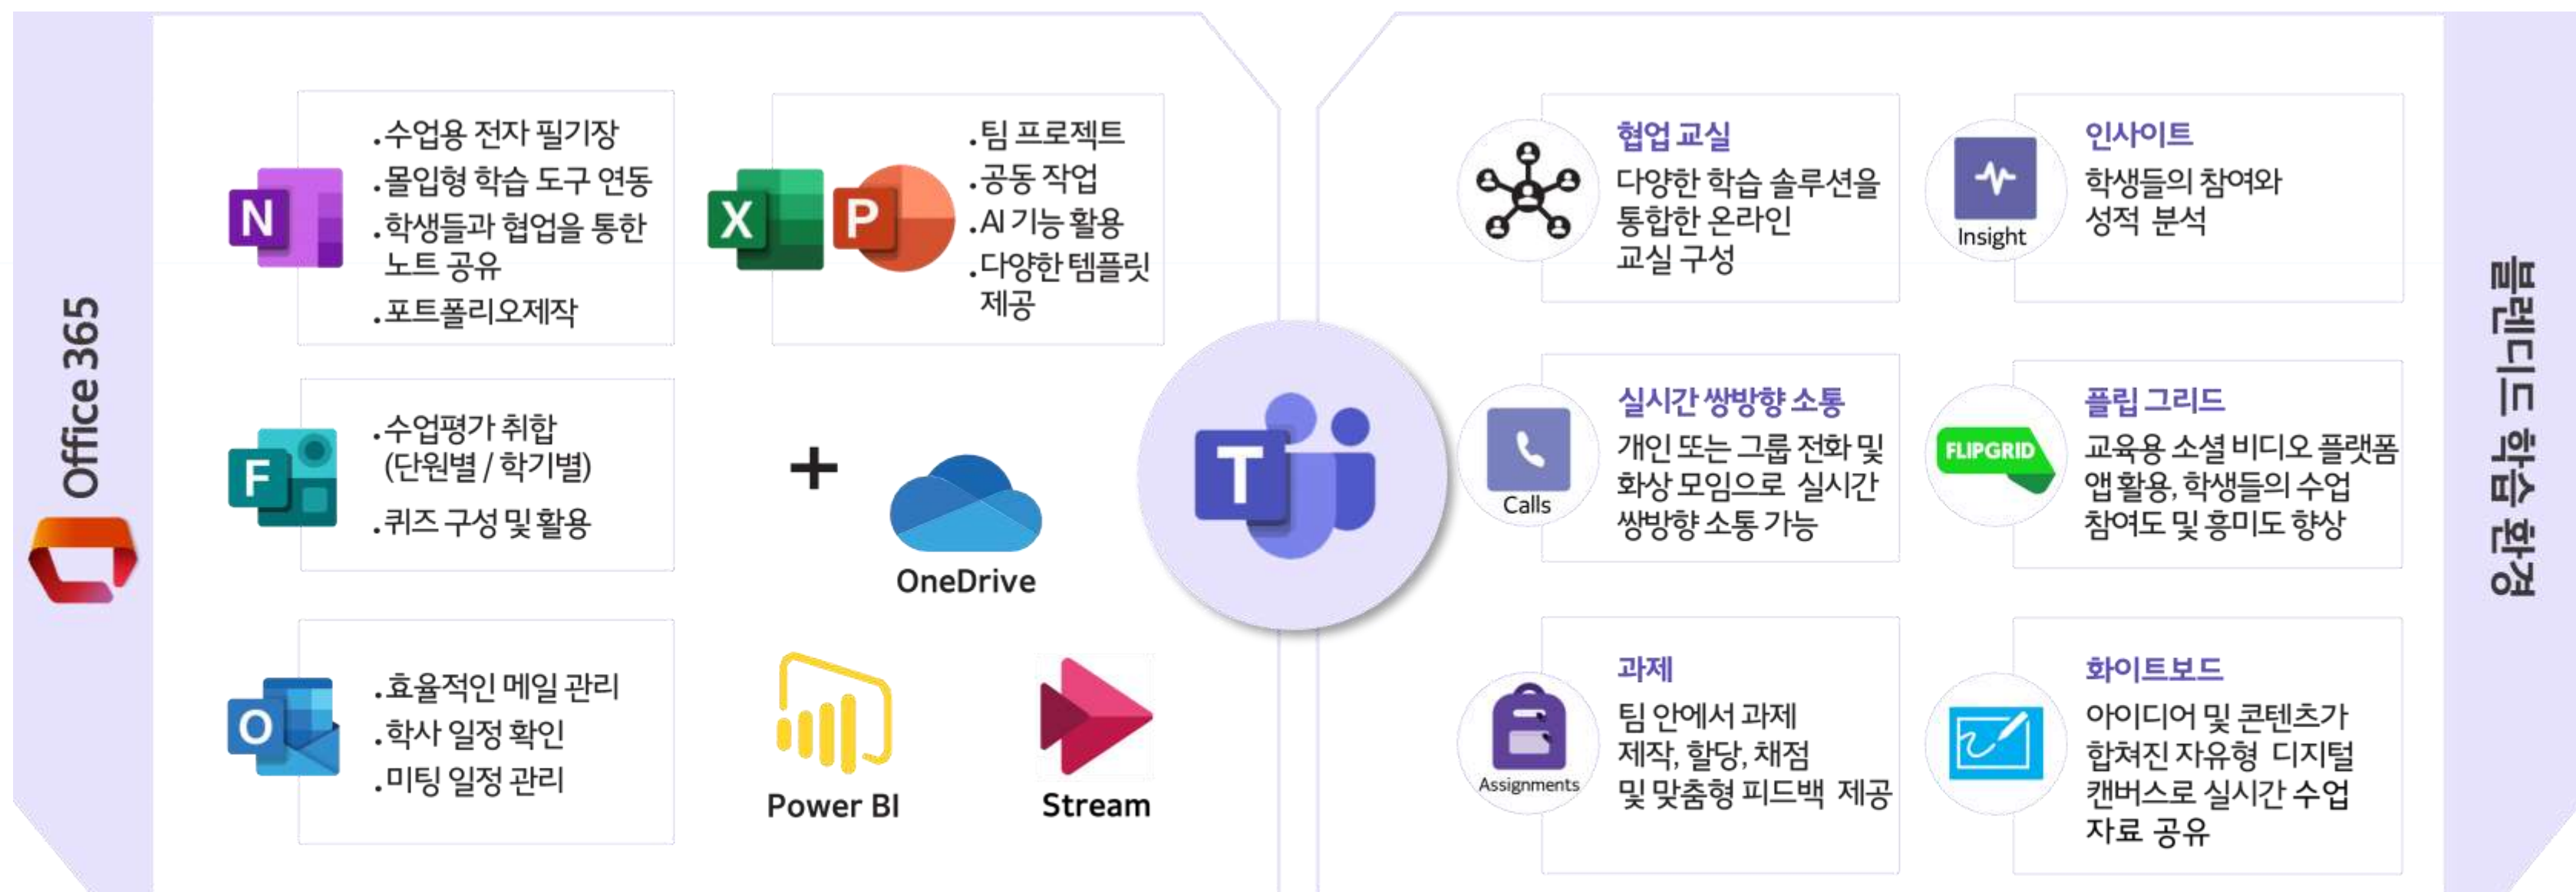 Office 365
N
.수업용 전자 필기장
.몰입형 학습 도구 연동
.학생들과 협업을 통한
노트 공유
.포트폴리오제작
X
P
.팀 프로젝트
.공동 작업
.AI 기능 활용
.다양한 템플릿
제공
F
.수업평가 취합
(단원별 / 학기별)
.퀴즈 구성 및 활용
+
OneDrive
O
.효율적인 메일 관리
.학사 일정 확인
.미팅 일정 관리
Power BI
Stream
T
협업 교실
다양한 학습 솔루션을
통합한 온라인
교실 구성
Insight
인사이트
학생들의 참여와
성적 분석
Calls
실시간 쌍방향 소통
개인 또는 그룹 전화 및
화상 모임으로 실시간
쌍방향 소통 가능
FLIPGRID
플립 그리드
교육용 소셜 비디오 플랫폼
앱 활용, 학생들의 수업
참여도 및 흥미도 향상
Assignments
과제
팀 안에서 과제
제작, 할당, 채점
및 맞춤형 피드백 제공
화이트보드
아이디어 및 콘텐츠가
합쳐진 자유형 디지털
캔버스로 실시간 수업
자료 공유
블렌디드 학습 환경